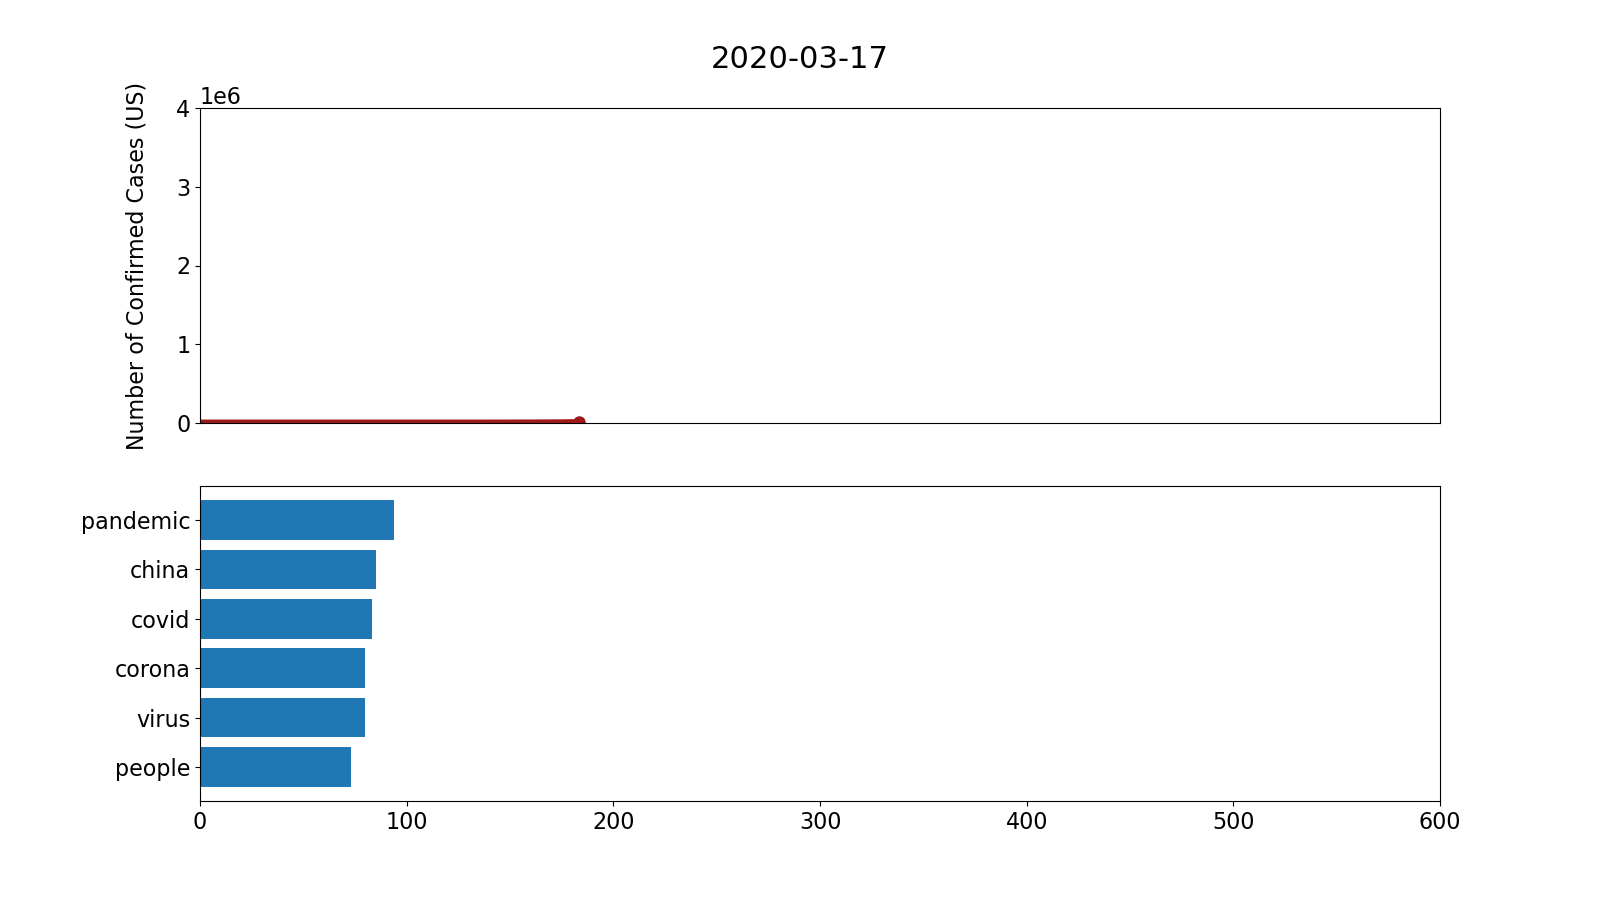 2020-03-17
1e6
Number of Confirmed Cases (US)
4
3
2
1
0
pandemic
china
covid
corona
virus
people
0 100 200 300 400 500 600